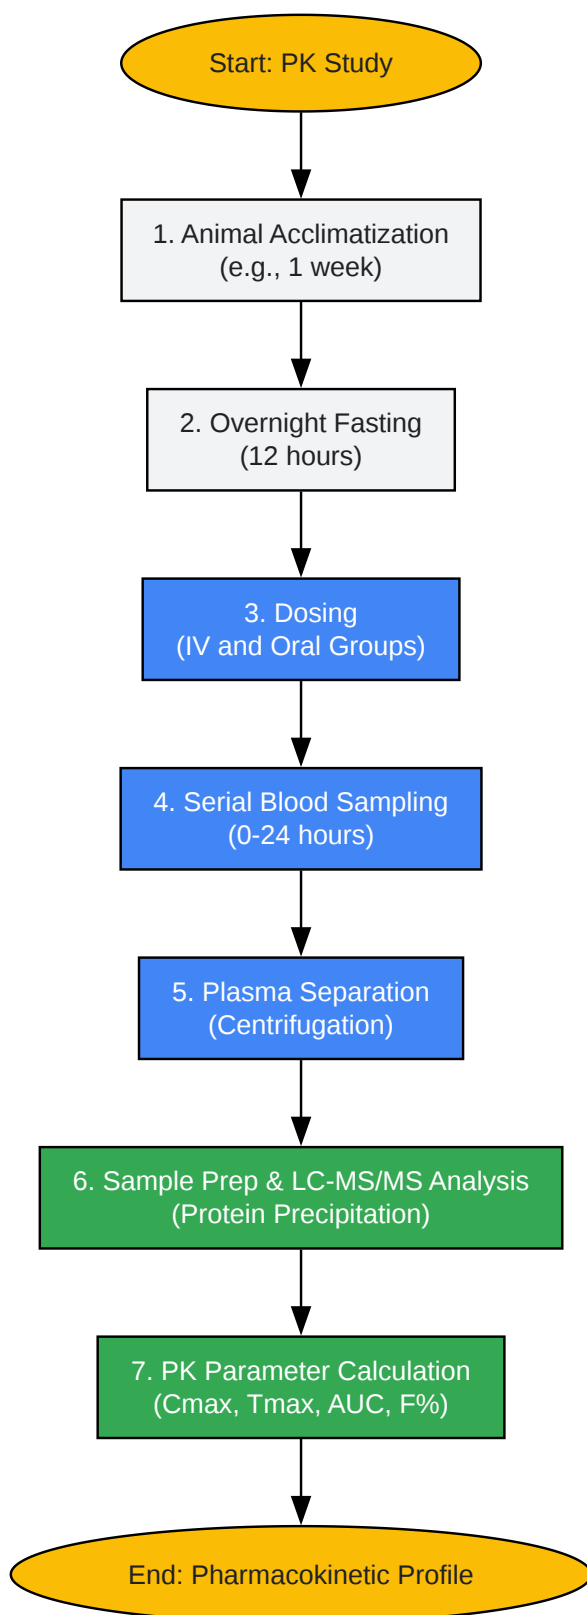 Start: PK Study
1. Animal Acclimatization
(e.g., 1 week)
2. Overnight Fasting
(12 hours)
3. Dosing
(IV and Oral Groups)
4. Serial Blood Sampling
(0-24 hours)
5. Plasma Separation
(Centrifugation)
6. Sample Prep & LC-MS/MS Analysis
(Protein Precipitation)
7. PK Parameter Calculation
(Cmax, Tmax, AUC, F%)
End: Pharmacokinetic Profile